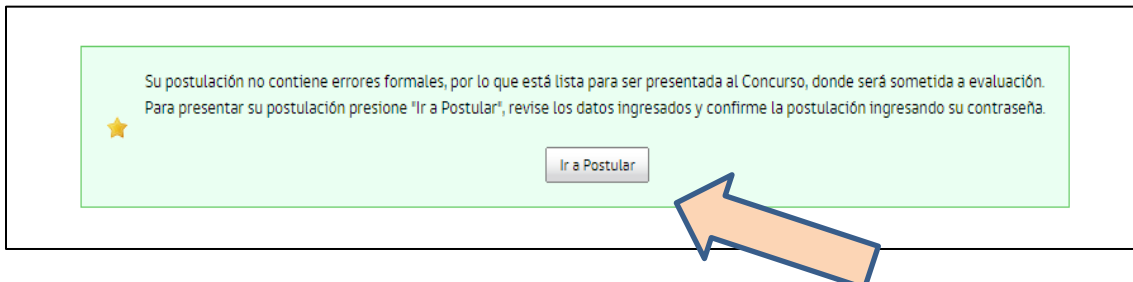 Su postulación no contiene errores formales, por lo que está lista para ser presentada al Concurso, donde será sometida a evaluación.
Para presentar su postulación presione "Ir a Postular", revise los datos ingresados y confirme la postulación ingresando su contraseña.
Ir a Postular